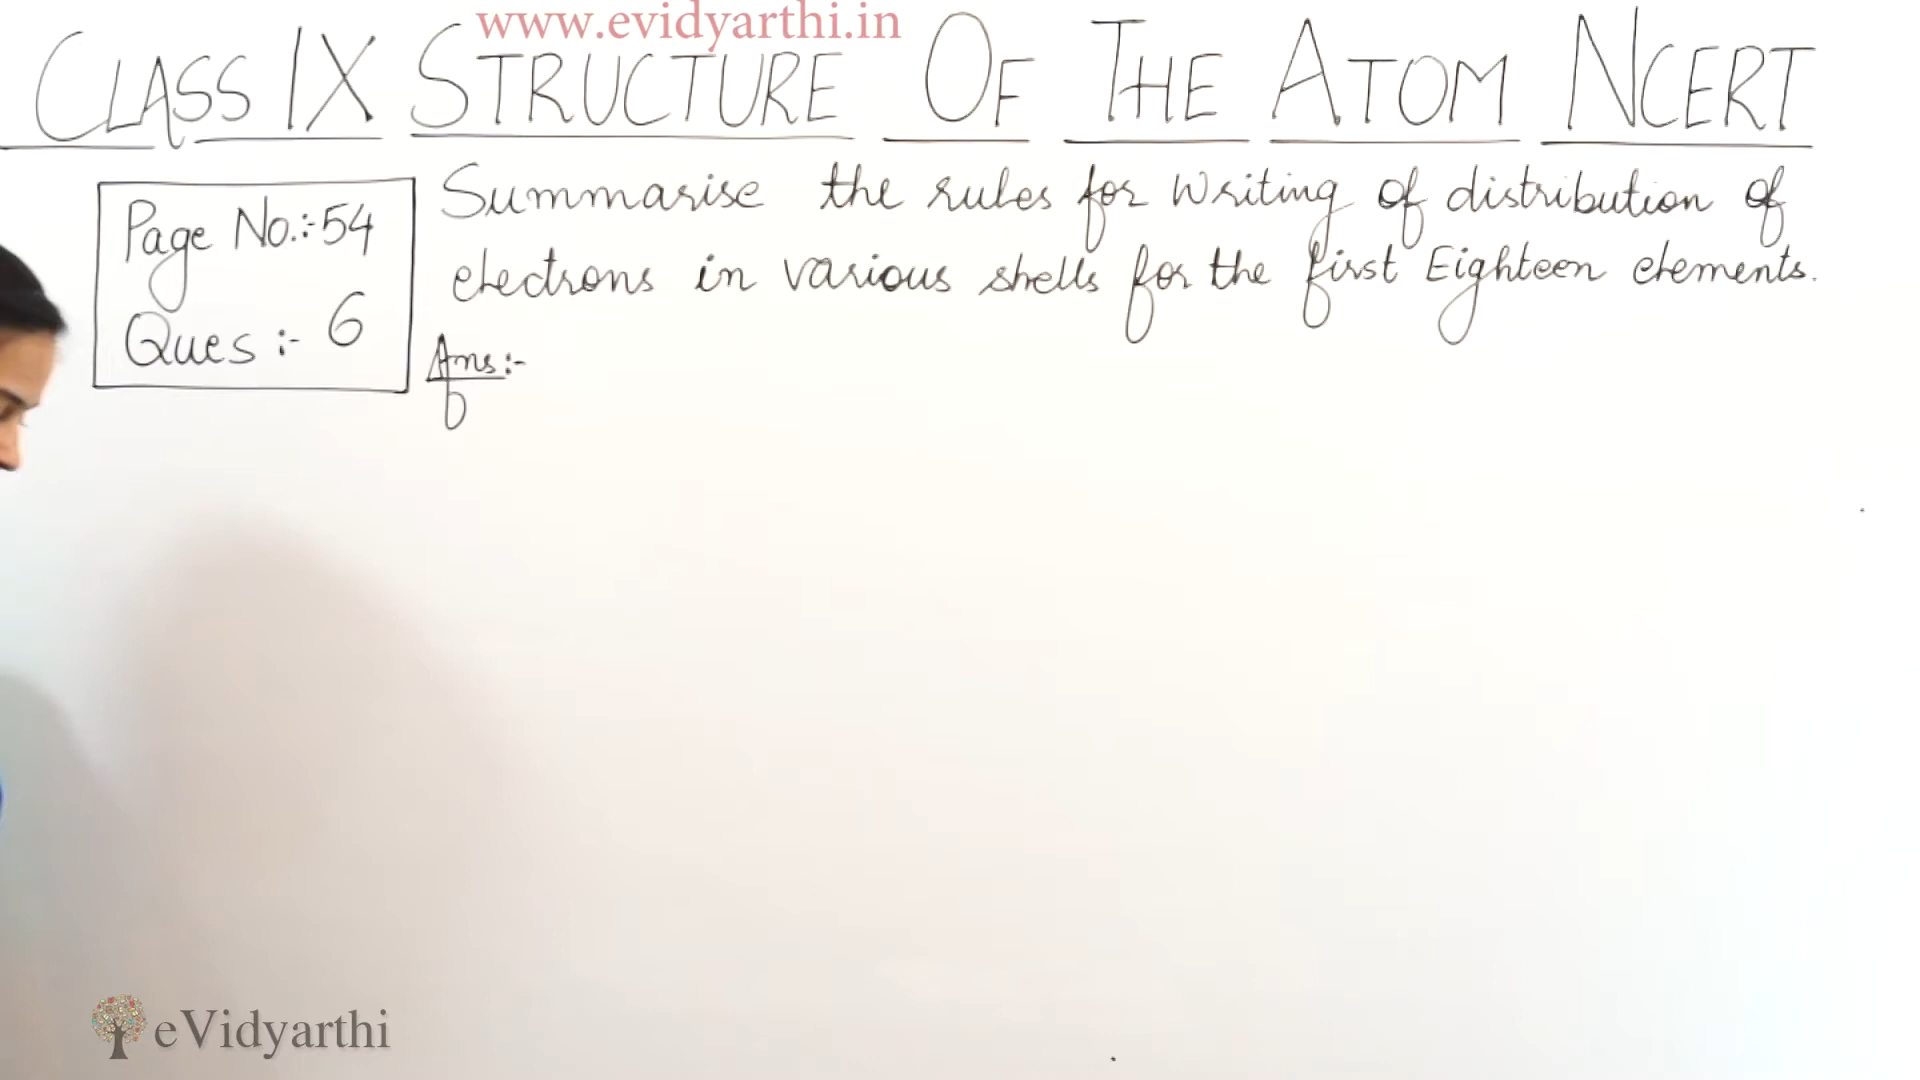 www.evidyarthi.in
CLASS IX STRUCTURE OF THE ATOM NCERT
Page No.:-54
Ques :- 6
Summarise the rules for writing of distribution of
electrons in various shells for the first Eighteen elements.
Ans:-
eVidyarthi